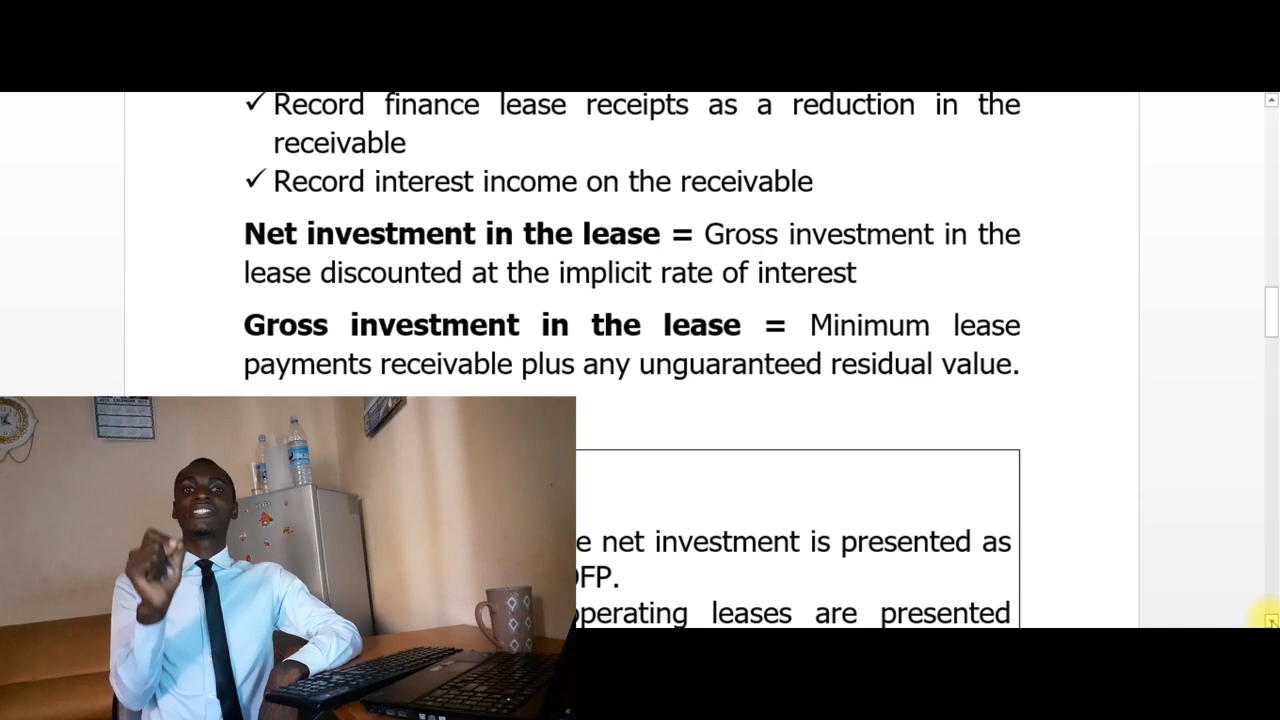 ✓ Record finance lease receipts as a reduction in the
receivable
✓ Record interest income on the receivable
Net investment in the lease = Gross investment in the
lease discounted at the implicit rate of interest
Gross investment in the lease = Minimum lease
payments receivable plus any unguaranteed residual value.
net investment is presented as
FP.
leases are presented